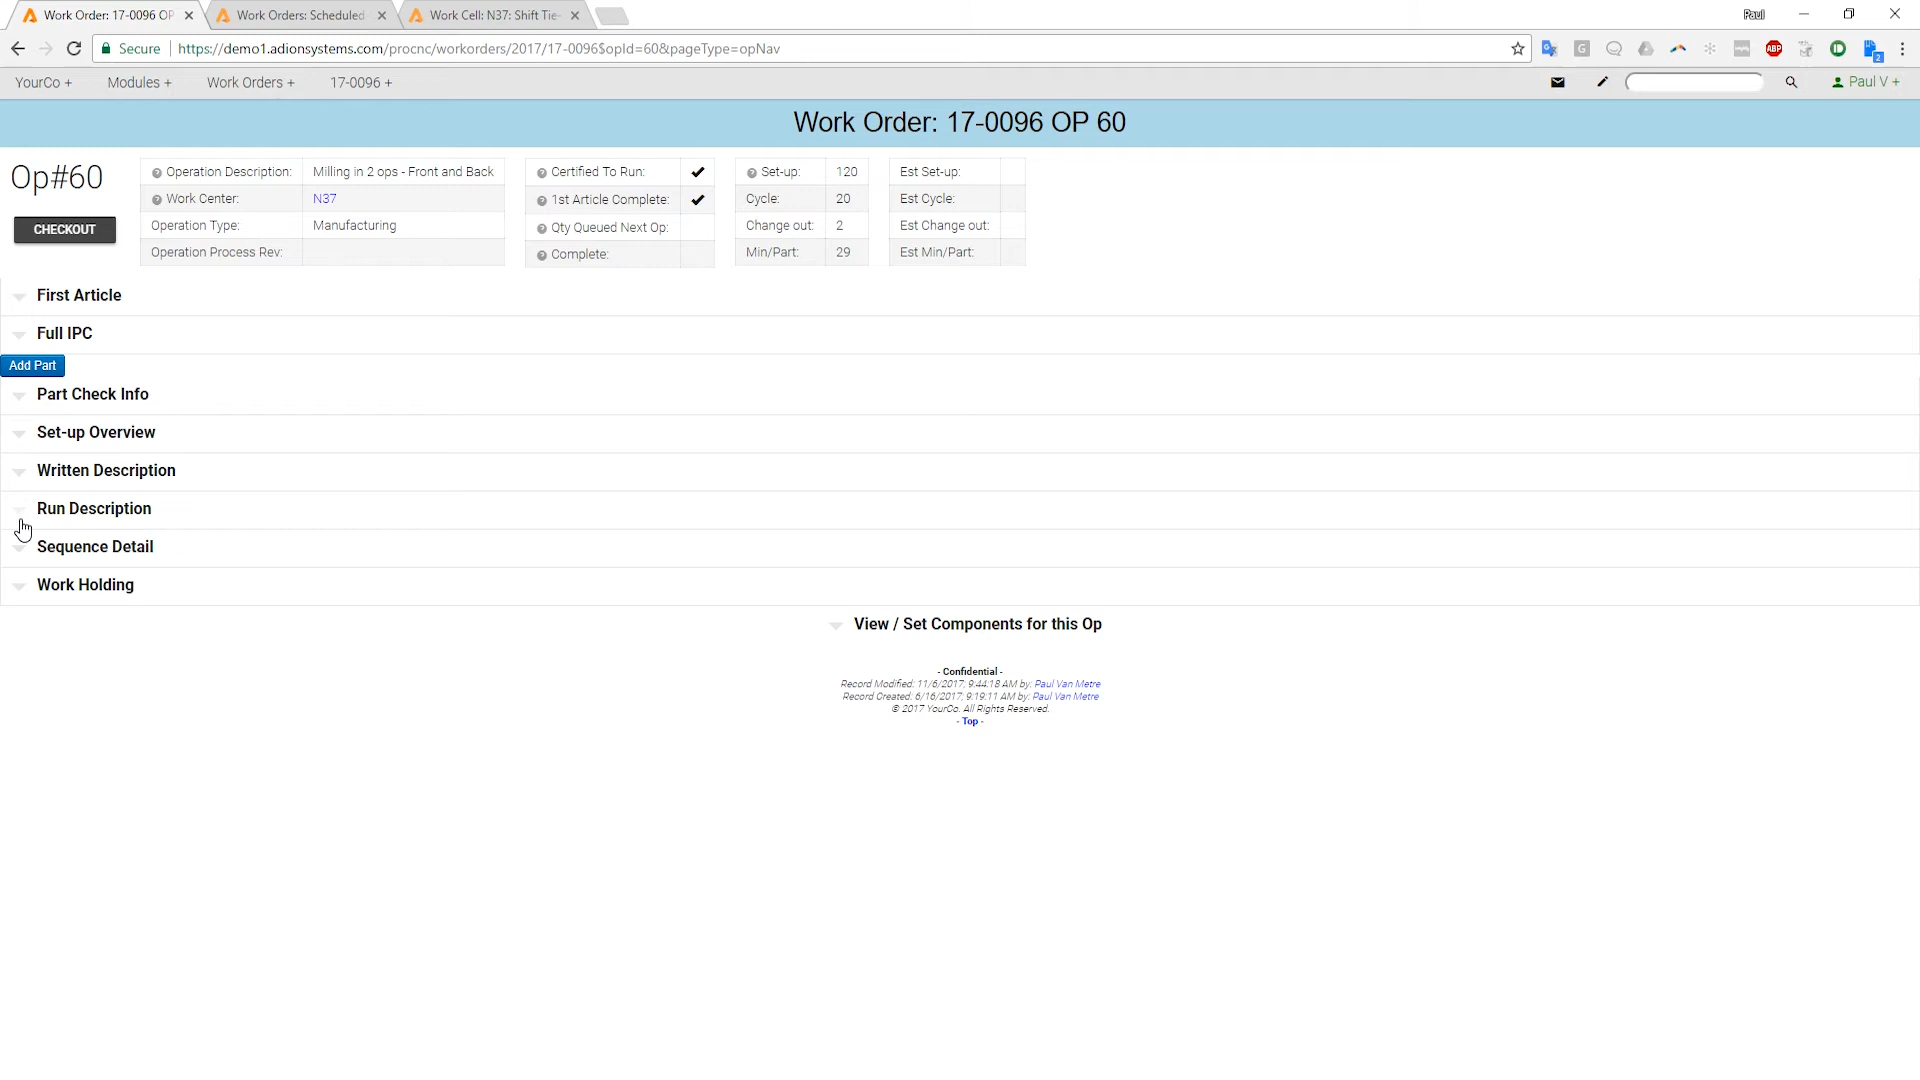 Work Order: 17-0096 OP
Work Orders: Scheduled
Work Cell: N37: Shift Tie-
Paul
Secure
https://demo1.adionsystems.com/procnc/workorders/2017/17-0096$opId=60&pageType=opNav
G
ABP
2
YourCo +
Modules +
Work Orders +
17-0096 +
Paul V +
Work Order: 17-0096 OP 60
Op#60
CHECKOUT
Operation Description: Milling in 2 ops - Front and Back
Work Center: N37
Operation Type: Manufacturing
Operation Process Rev:
Certified To Run:
1st Article Complete:
Qty Queued Next Op:
Complete:
Set-up: 120
Cycle: 20
Change out: 2
Min/Part: 29
Est Set-up:
Est Cycle:
Est Change out:
Est Min/Part:
First Article
Full IPC
Add Part
Part Check Info
Set-up Overview
Written Description
Run Description
Sequence Detail
Work Holding
View / Set Components for this Op
- Confidential -
Record Modified: 11/6/2017; 9:44:18 AM by: Paul Van Metre
Record Created: 6/16/2017; 9:19:11 AM by: Paul Van Metre
© 2017 YourCo. All Rights Reserved.
- Top -